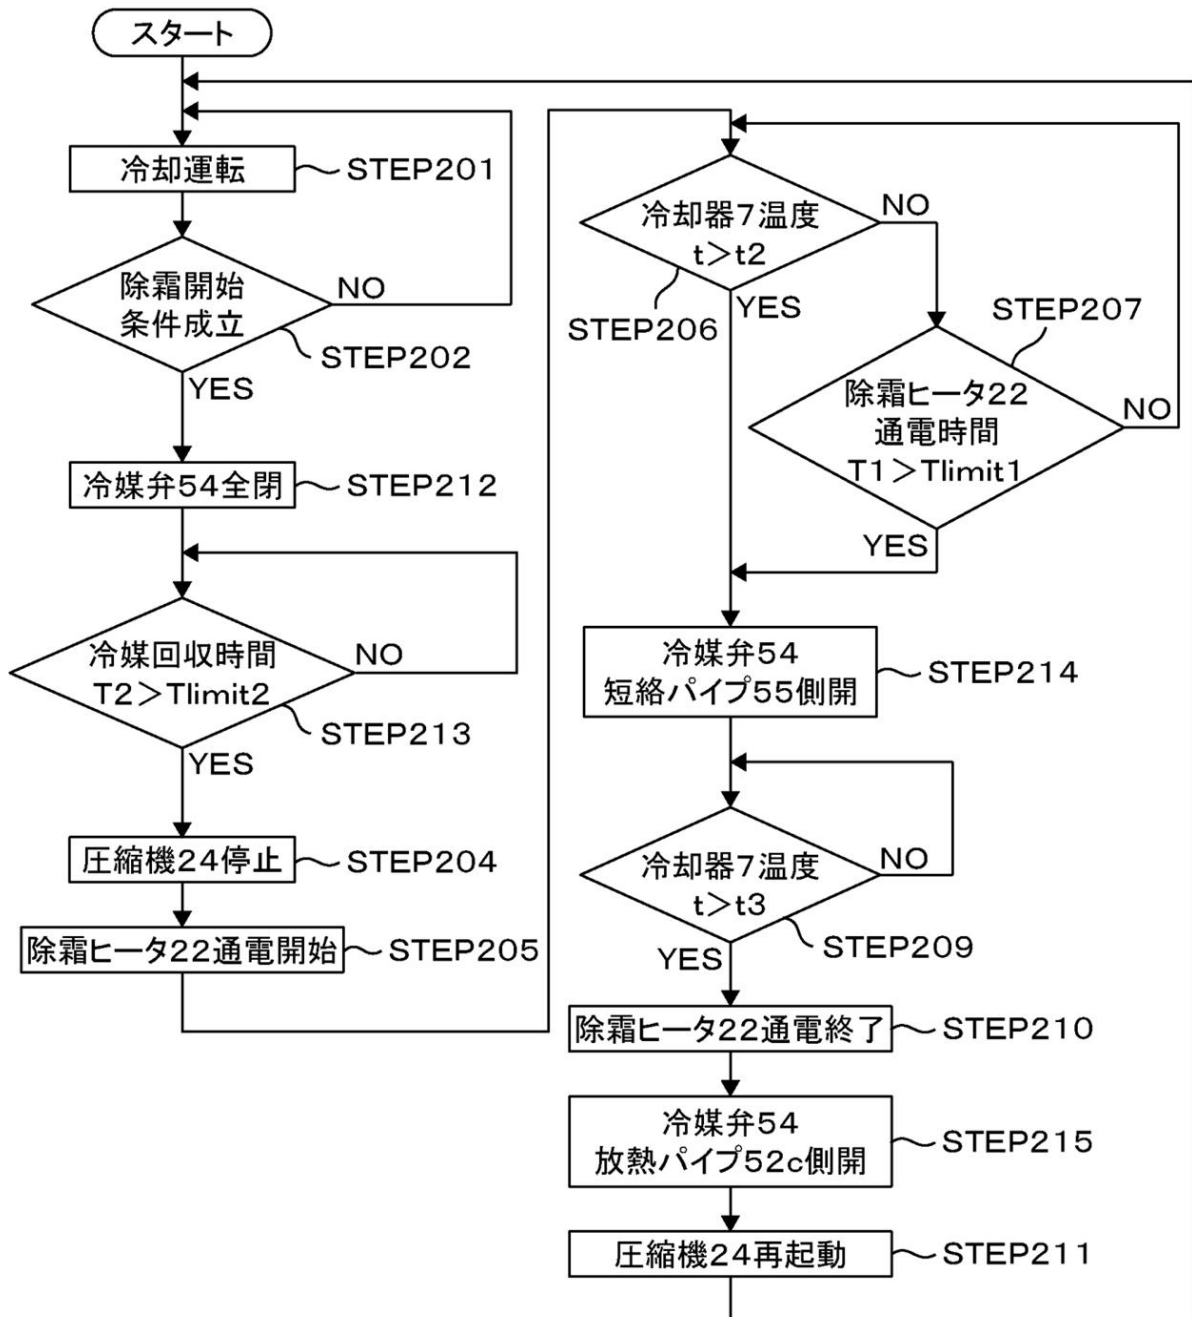 スタート
冷却運転
STEP201
除霜開始
条件成立
NO
STEP202
YES
冷媒弁54全閉
STEP212
冷媒回収時間
T2>Tlimit2
NO
STEP213
YES
圧縮機24停止
STEP204
除霜ヒータ22通電開始
STEP205
冷却器7温度
t>t2
NO
STEP206
YES
STEP207
除霜ヒータ22
通電時間
T1>Tlimit1
NO
YES
冷媒弁54
短絡パイプ55側開
STEP214
冷却器7温度
t>t3
NO
STEP209
YES
除霜ヒータ22通電終了
STEP210
冷媒弁54
放熱パイプ52c側開
STEP215
圧縮機24再起動
STEP211